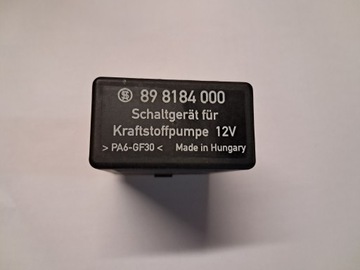 89 8184 000
Schaltgerät für
Kraftstoffpumpe 12V
> PA6-GF30 < Made in Hungary